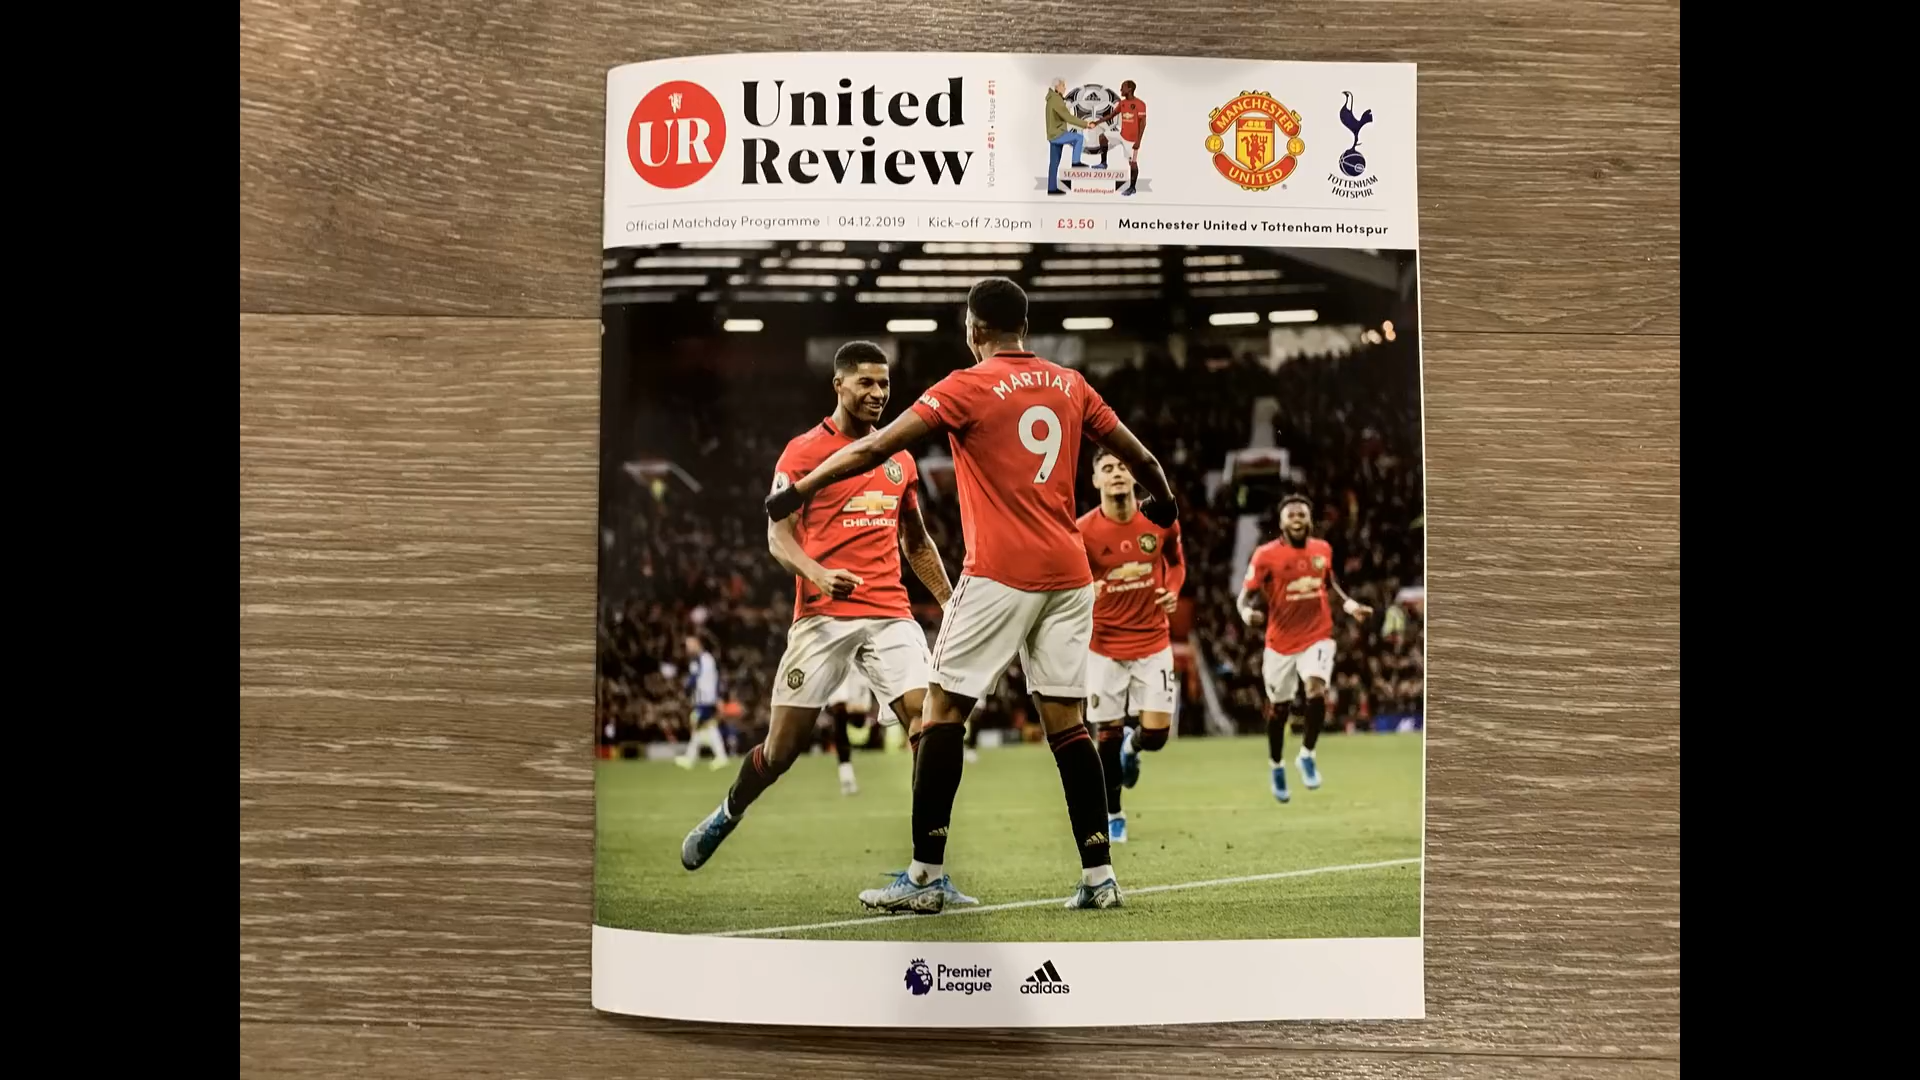 UR
United
Review
Volume #81 • Issue #11
SEASON 2019/20
#allredallequal
MANCHESTER
UNITED
TOTTENHAM
HOTSPUR
Official Matchday Programme | 04.12.2019 | Kick-off 7.30pm | £3.50 | Manchester United v Tottenham Hotspur
MARTIAL
9
CHEVROLET
CHEVROLET
Premier
League
adidas